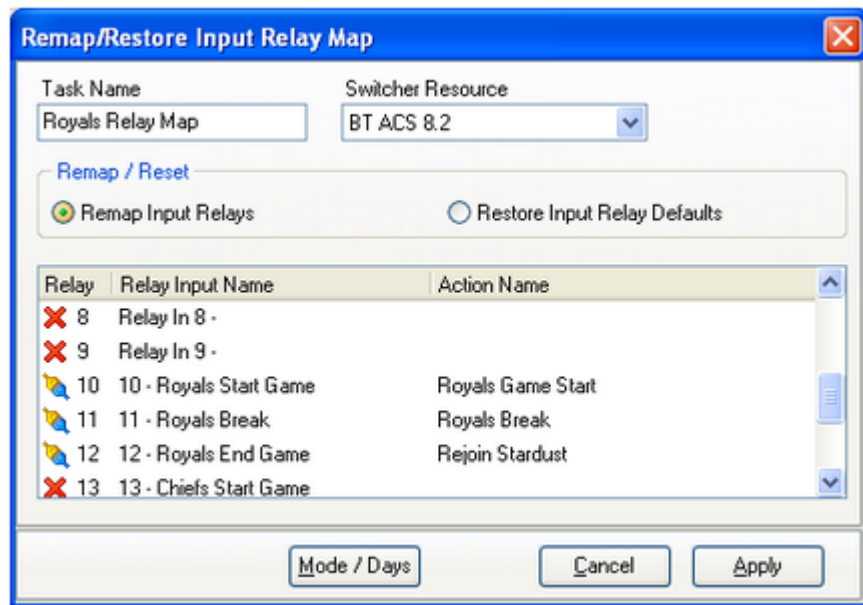 Remap/Restore Input Relay Map
Task Name Switcher Resource
Royals Relay Map BT ACS 8.2
Remap / Reset
Remap Input Relays Restore Input Relay Defaults
Relay Relay Input Name Action Name
8 Relay In 8 -
9 Relay In 9 -
10 10 - Royals Start Game Royals Game Start
11 11 - Royals Break Royals Break
12 12 - Royals End Game Rejoin Stardust
13 13 - Chiefs Start Game
Mode / Days Cancel Apply